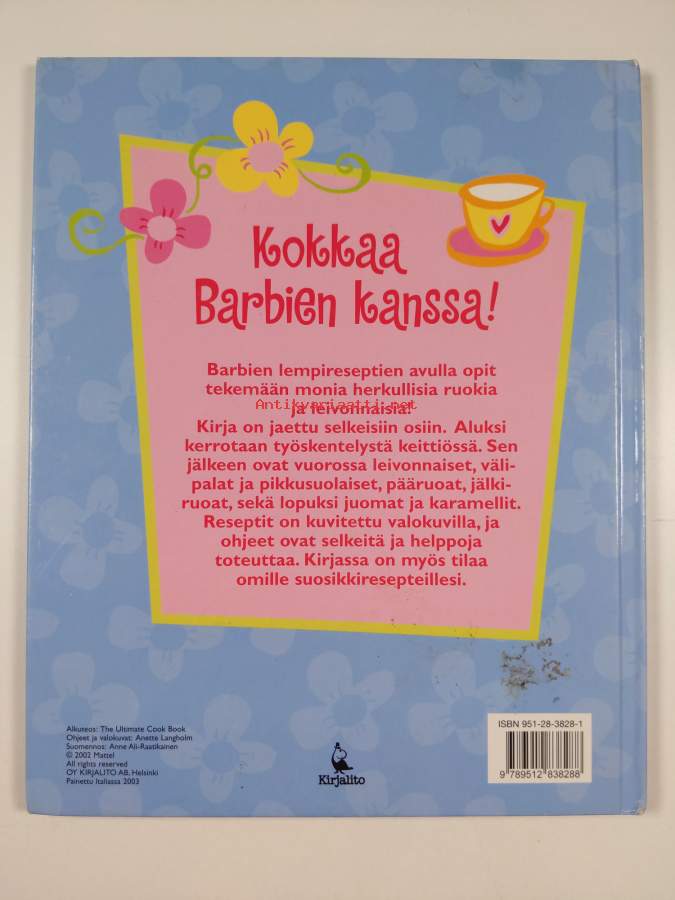 Kokkaa
Barbien kanssa!
Barbien lempireseptien avulla opit
tekemään monia herkullisia ruokia
Antikvariaatti.net
ja leivonnaisia!
Kirja on jaettu selkeisiin osiin. Aluksi
kerrotaan työskentelystä keittiössä. Sen
jälkeen ovat vuorossa leivonnaiset, väli-
palat ja pikkusuolaiset, pääruoat, jälki-
ruoat, sekä lopuksi juomat ja karamellit.
Reseptit on kuvitettu valokuvilla, ja
ohjeet ovat selkeitä ja helppoja
toteuttaa. Kirjassa on myös tilaa
omille suosikkiresepteillesi.
Alkuteos: The Ultimate Cook Book
Ohjeet ja valokuvat: Anette Langholm
Suomennos: Anne Ali-Raatikainen
© 2002 Mattel
All rights reserved
OY KIRJALITO AB, Helsinki
Painettu Italiassa 2003
Kirjalito
ISBN 951-28-3828-1
9 789512 838288